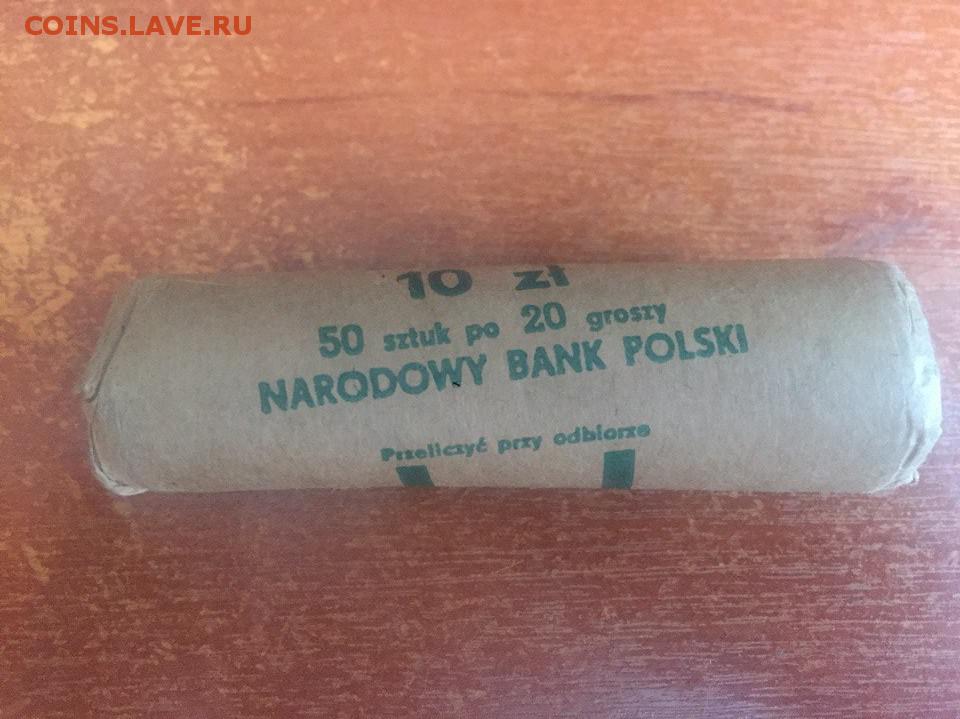 COINS.LAVE.RU
10 zł
50 sztuk po 20 groszy
NARODOWY BANK POLSKI
Przeliczyć przy odbiorze